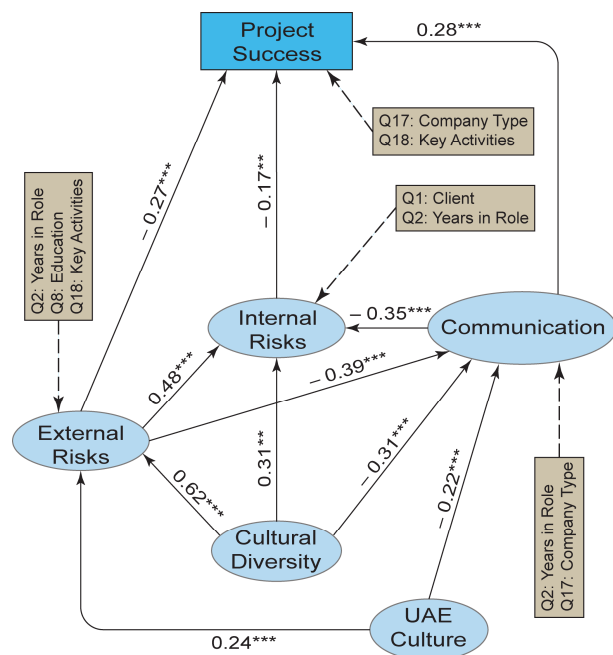 Project
Success
0.28***
Q17: Company Type
Q18: Key Activities
– 0.27***
– 0.17**
Q1: Client
Q2: Years in Role
Q2: Years in Role
Q8: Education
Q18: Key Activities
Internal
Risks
– 0.35***
Communication
0.48***
– 0.39***
External
Risks
0.62***
0.31**
– 0.31***
– 0.22***
Q2: Years in Role
Q17: Company Type
Cultural
Diversity
UAE
Culture
0.24***